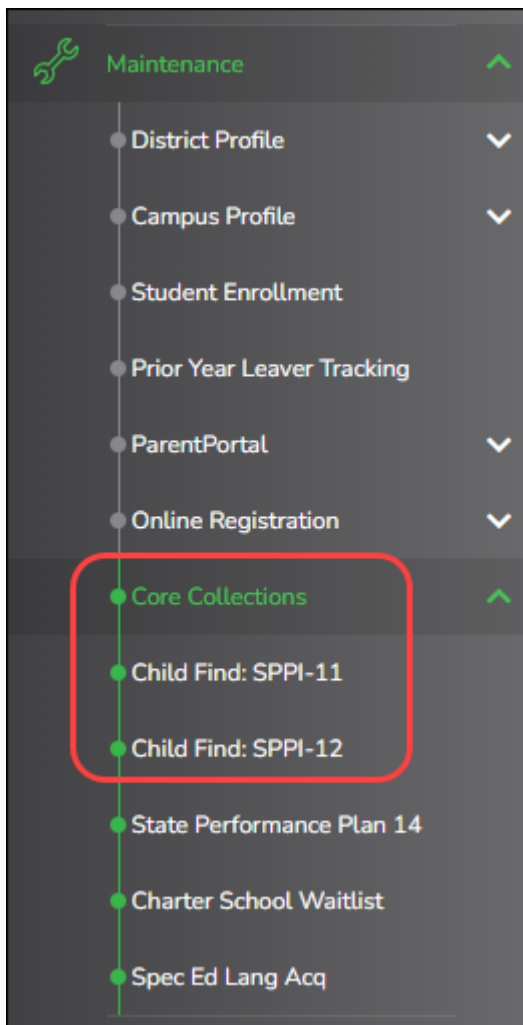 Maintenance
District Profile
Campus Profile
Student Enrollment
Prior Year Leaver Tracking
ParentPortal
Online Registration
Core Collections
Child Find: SPPI-11
Child Find: SPPI-12
State Performance Plan 14
Charter School Waitlist
Spec Ed Lang Acq